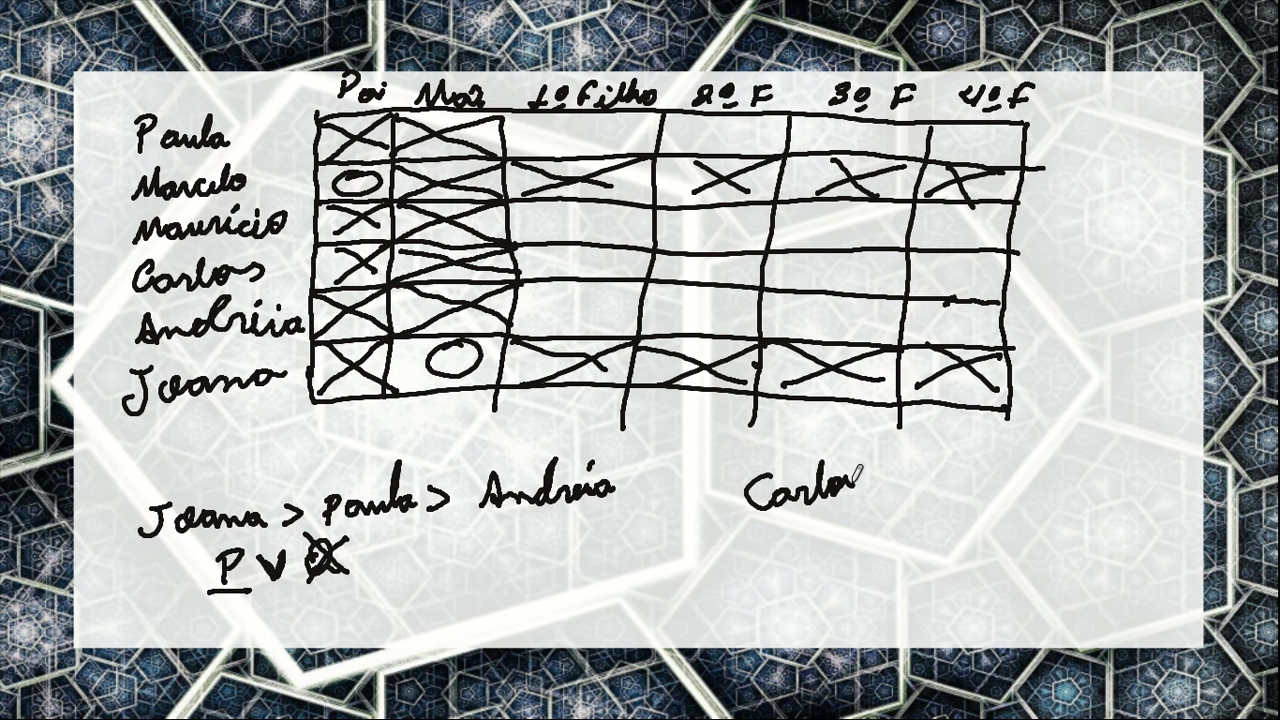 Pai Mãe 1º Filho 2º F 3º F 4º F
Paula
Marcelo
Maurício
Carlos
Andréia
Joana
Joana > Paula > Andréia Carlos
P V